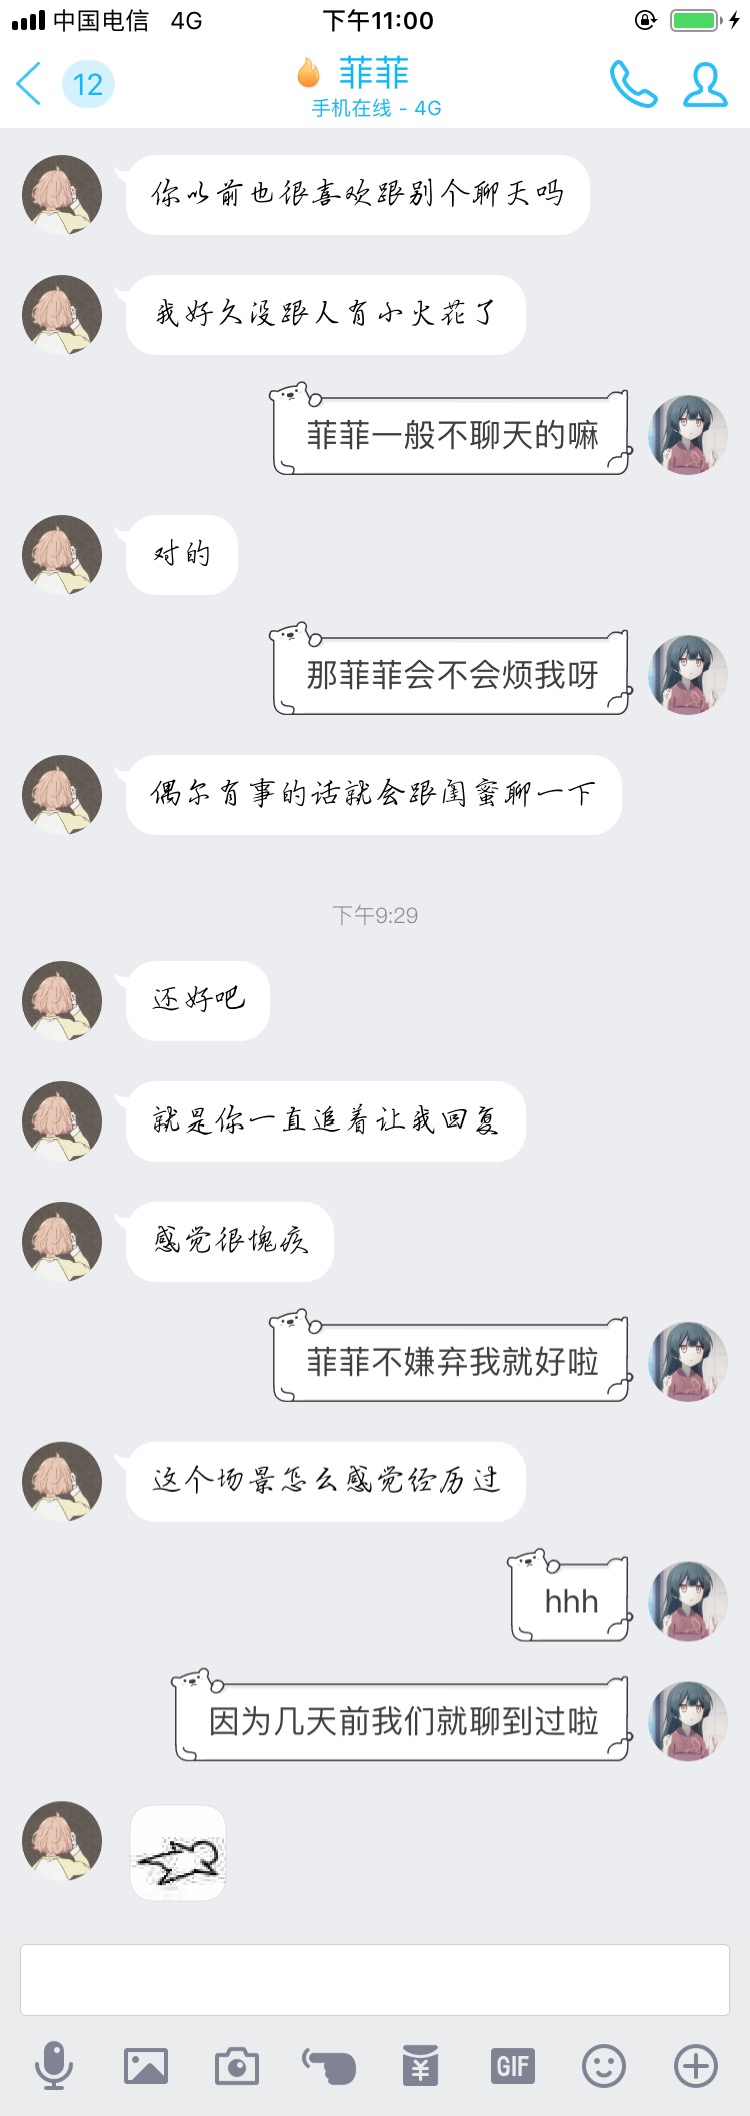 中国电信 4G 下午11:00
12
菲菲
手机在线 - 4G
你以前也很喜欢跟别个聊天吗
我好久没跟人有小火花了
菲菲一般不聊天的嘛
对的
那菲菲会不会烦我呀
偶尔有事的话就会跟闺蜜聊一下
下午9:29
还好吧
就是你一直追着让我回复
感觉很愧疚
菲菲不嫌弃我就好啦
这个场景怎么感觉经历过
hhh
因为几天前我们就聊到过啦
¥
GIF